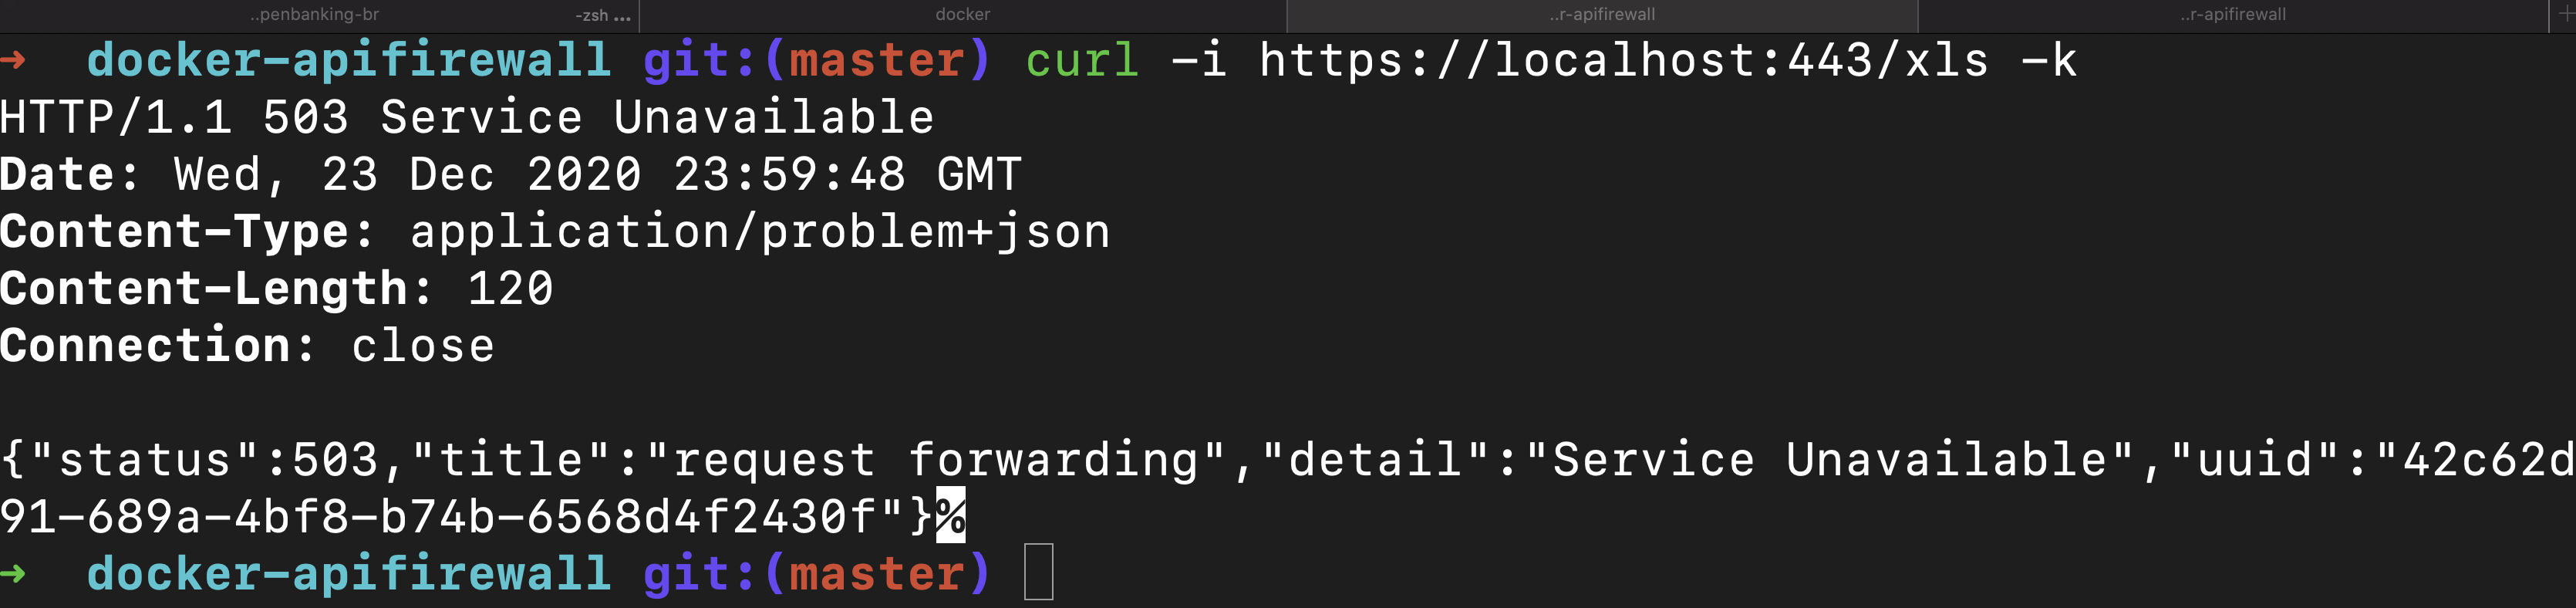 ..penbanking-br -zsh ... docker ..r-apifirewall ..r-apifirewall +
→ docker-apifirewall git:(master) curl -i https://localhost:443/xls -k
HTTP/1.1 503 Service Unavailable
Date: Wed, 23 Dec 2020 23:59:48 GMT
Content-Type: application/problem+json
Content-Length: 120
Connection: close
{"status":503,"title":"request forwarding","detail":"Service Unavailable","uuid":"42c62d
91-689a-4bf8-b74b-6568d4f2430f"}%
→ docker-apifirewall git:(master)